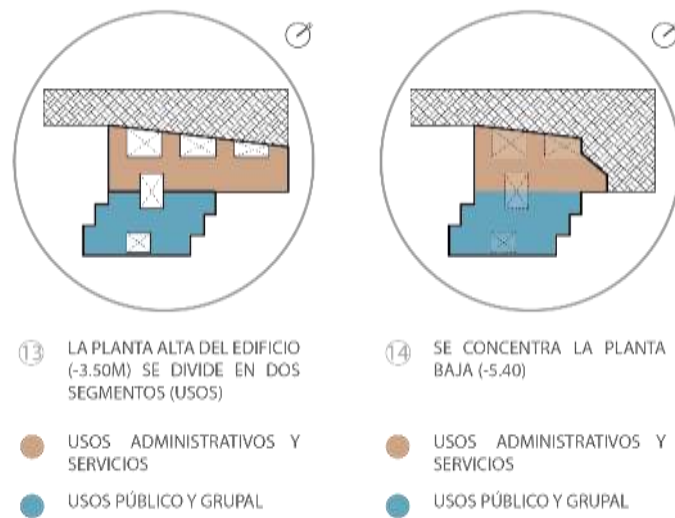 13
LA PLANTA ALTA DEL EDIFICIO
(-3.50M) SE DIVIDE EN DOS
SEGMENTOS (USOS)
USOS ADMINISTRATIVOS Y
SERVICIOS
USOS PÚBLICO Y GRUPAL
14
SE CONCENTRA LA PLANTA
BAJA (-5.40)
USOS ADMINISTRATIVOS Y
SERVICIOS
USOS PÚBLICO Y GRUPAL